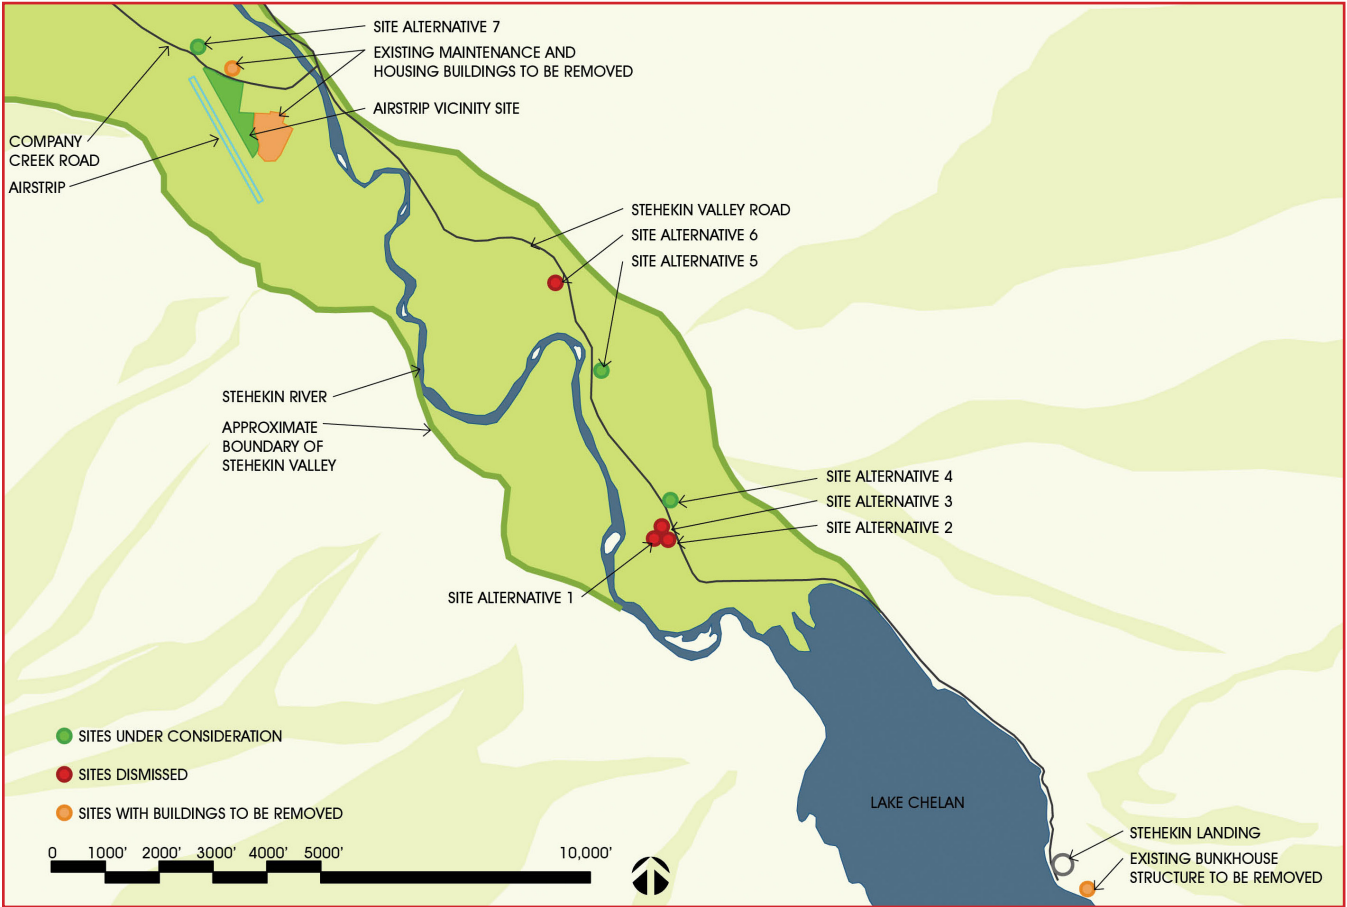 SITE ALTERNATIVE 7
EXISTING MAINTENANCE AND
HOUSING BUILDINGS TO BE REMOVED
AIRSTRIP VICINITY SITE
COMPANY
CREEK ROAD
AIRSTRIP
STEHEKIN VALLEY ROAD
SITE ALTERNATIVE 6
SITE ALTERNATIVE 5
STEHEKIN RIVER
APPROXIMATE
BOUNDARY OF
STEHEKIN VALLEY
SITE ALTERNATIVE 4
SITE ALTERNATIVE 3
SITE ALTERNATIVE 2
SITE ALTERNATIVE 1
SITES UNDER CONSIDERATION
SITES DISMISSED
SITES WITH BUILDINGS TO BE REMOVED
LAKE CHELAN
STEHEKIN LANDING
EXISTING BUNKHOUSE
STRUCTURE TO BE REMOVED
0 1000' 2000' 3000' 4000' 5000' 10,000'